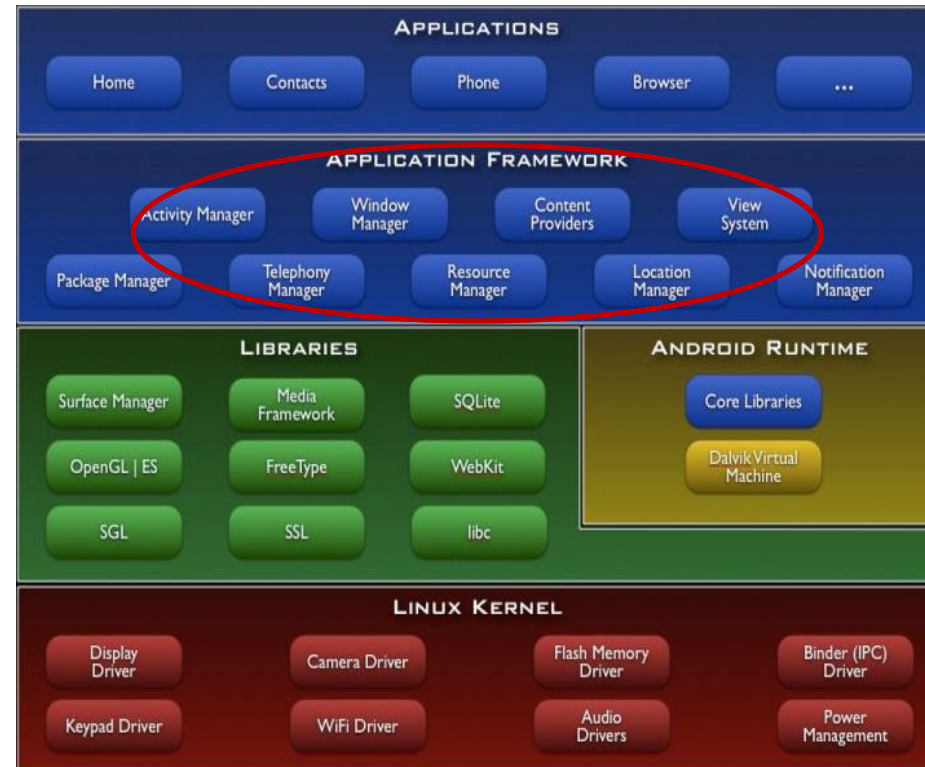 APPLICATIONS
Home
Contacts
Phone
Browser
...
APPLICATION FRAMEWORK
Activity Manager
Window
Manager
Content
Providers
View
System
Package Manager
Telephony
Manager
Resource
Manager
Location
Manager
Notification
Manager
LIBRARIES
Surface Manager
Media
Framework
SQLite
OpenGL | ES
FreeType
WebKit
SGL
SSL
libc
ANDROID RUNTIME
Core Libraries
Dalvik Virtual
Machine
LINUX KERNEL
Display
Driver
Camera Driver
Flash Memory
Driver
Binder (IPC)
Driver
Keypad Driver
WiFi Driver
Audio
Drivers
Power
Management